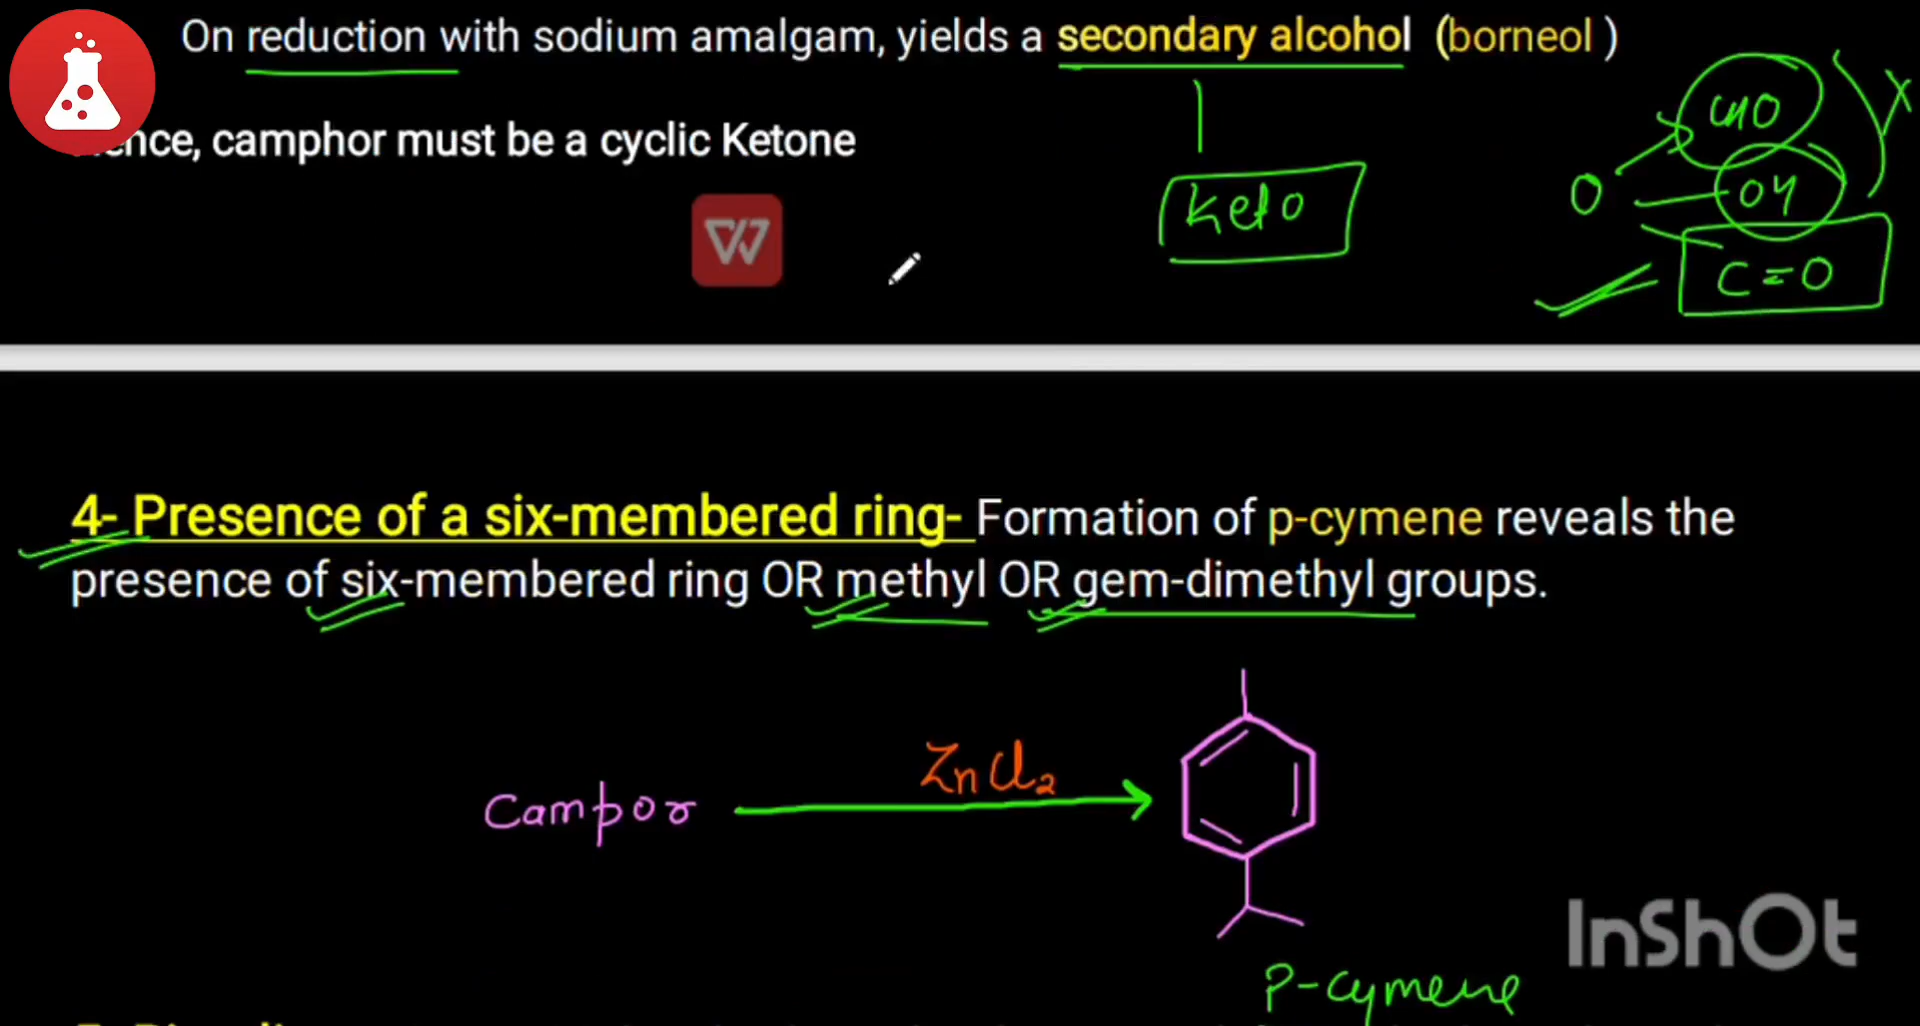 On reduction with sodium amalgam, yields a secondary alcohol (borneol )
ence, camphor must be a cyclic Ketone
Keto
CHO
O
OH
C=O
4- Presence of a six-membered ring- Formation of p-cymene reveals the
presence of six-membered ring OR methyl OR gem-dimethyl groups.
Campor
ZnCl2
P-cymene
InShOt